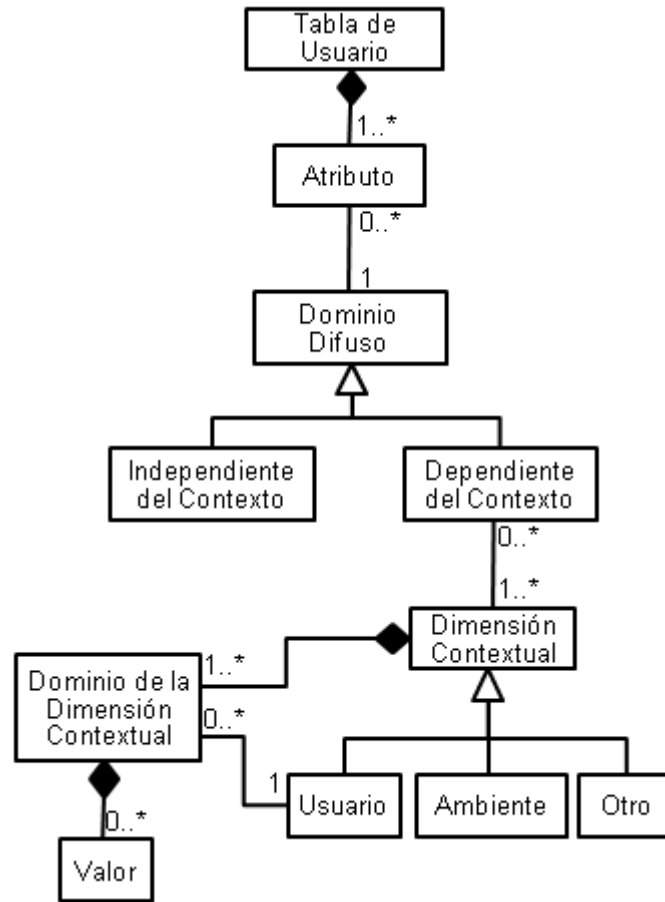 Tabla de
Usuario
1..*
Atributo
0..*
1
Dominio
Difuso
Independiente
del Contexto
Dependiente
del Contexto
0..*
1..*
Dimensión
Contextual
1..*
Dominio de la
Dimensión
Contextual
0..*
1
Usuario
Ambiente
Otro
0..*
Valor